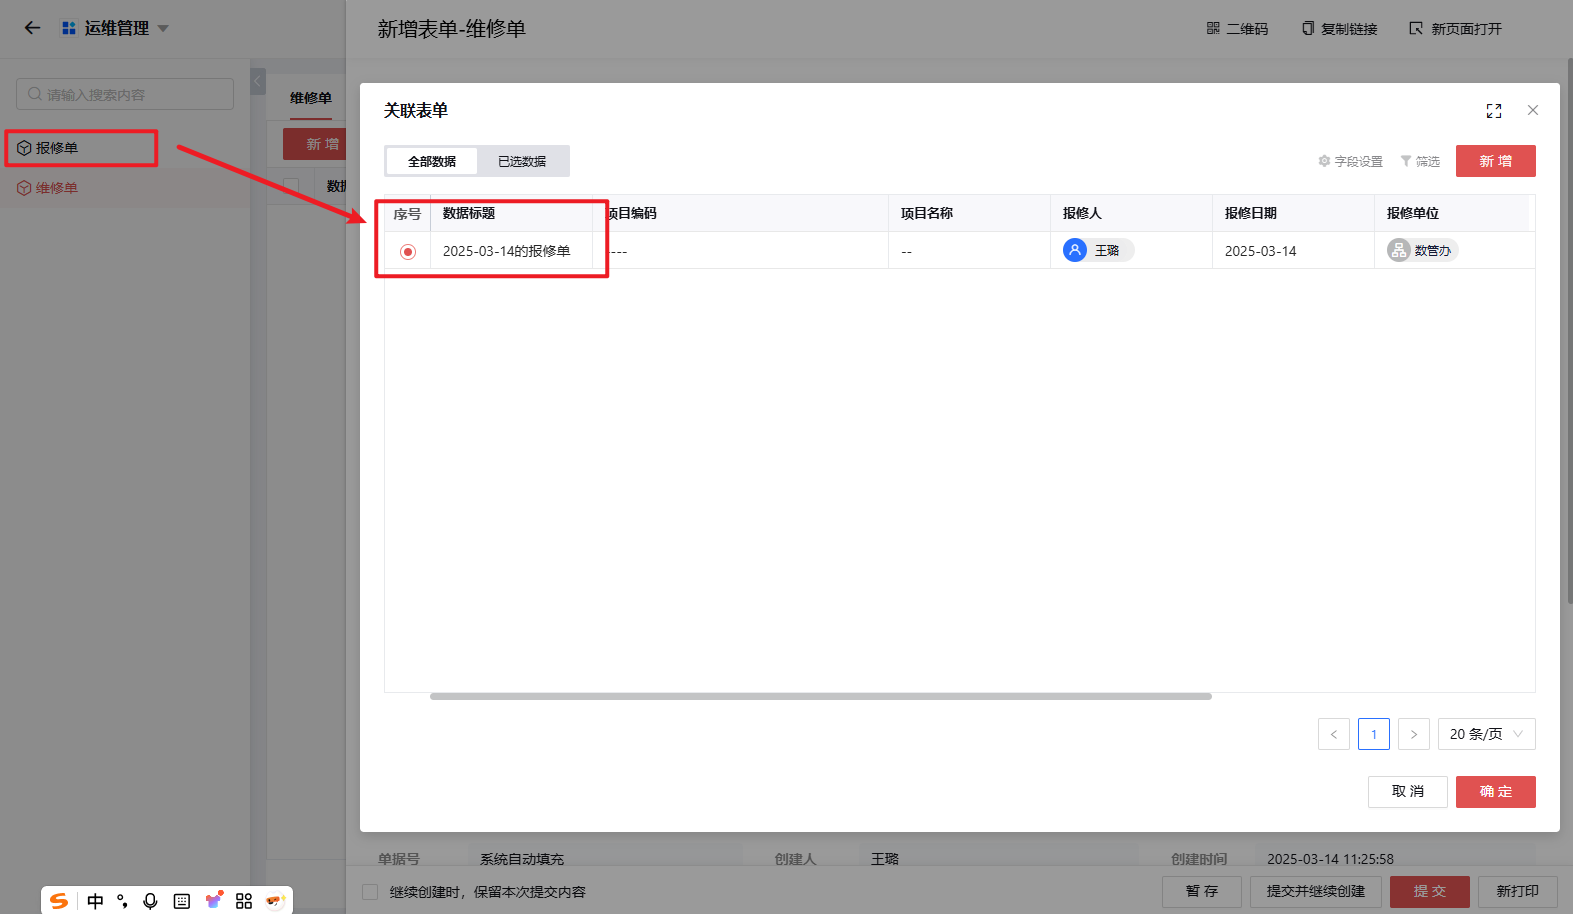 运维管理
新增表单-维修单
二维码
复制链接
新页面打开
请输入搜索内容
报修单
维修单
维修单
新 增
数据
关联表单
全部数据
已选数据
字段设置
筛选
新 增
序号
数据标题
项目编码
项目名称
报修人
报修日期
报修单位
2025-03-14的报修单
----
--
王璐
2025-03-14
数管办
1
20 条/页
取 消
确 定
单据号
系统自动填充
创建人
王璐
创建时间
2025-03-14 11:25:58
继续创建时，保留本次提交内容
暂 存
提交并继续创建
提 交
新打印
中